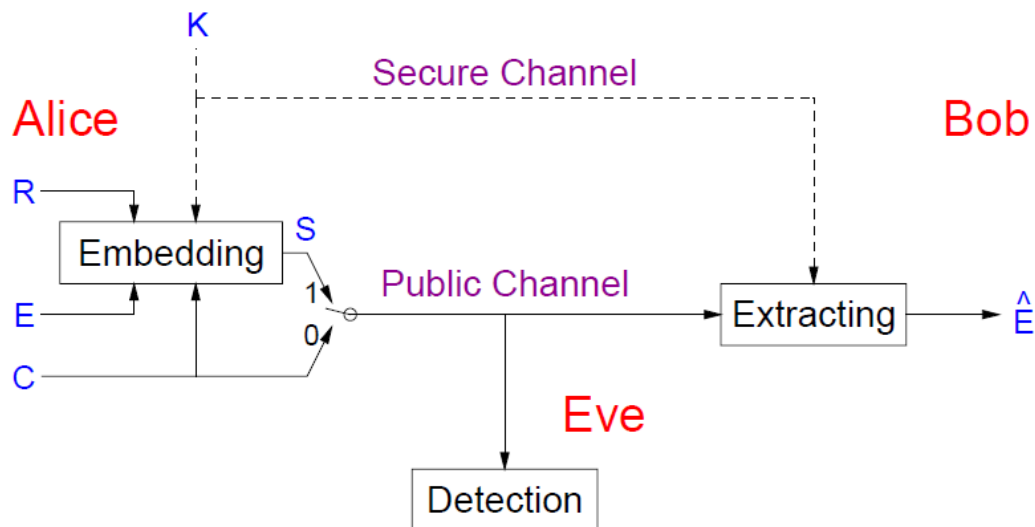 K
Secure Channel
Alice
Bob
R
Embedding
S
E
1
0
Public Channel
Extracting
Ê
C
Eve
Detection